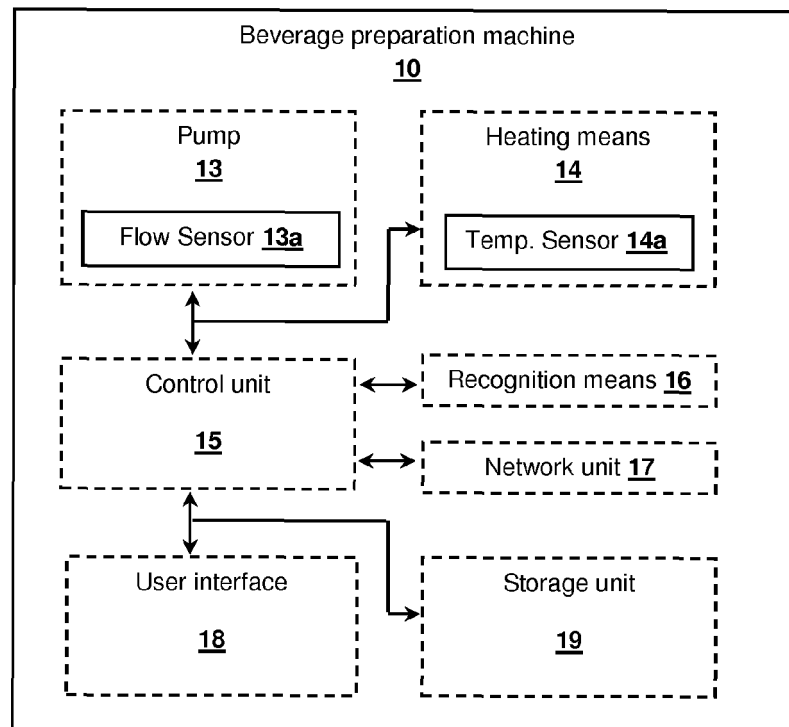 Beverage preparation machine
10
Pump
13
Flow Sensor 13a
Heating means
14
Temp. Sensor 14a
Control unit
15
Recognition means 16
Network unit 17
User interface
18
Storage unit
19